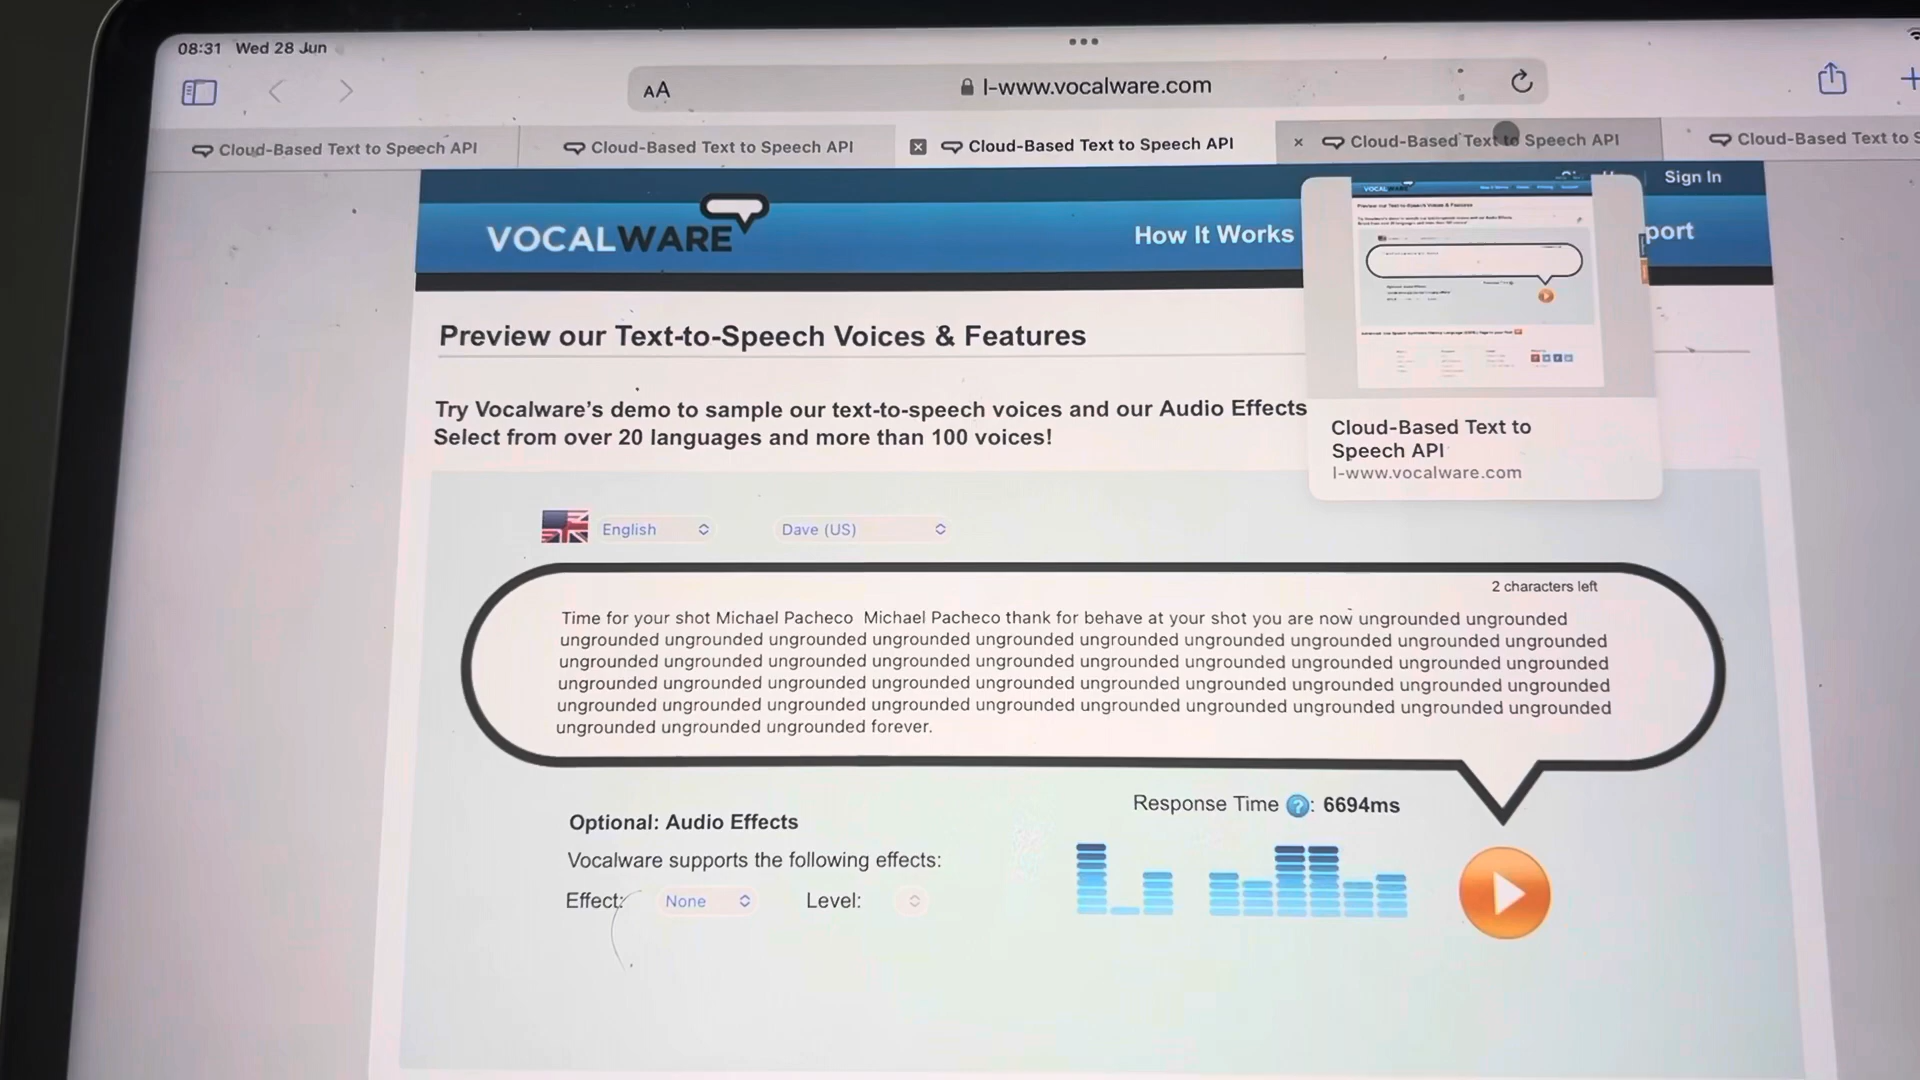 08:31 Wed 28 Jun
AA
l-www.vocalware.com
Cloud-Based Text to Speech API
Cloud-Based Text to Speech API
Cloud-Based Text to Speech API
Cloud-Based Text to Speech API
Cloud-Based Text to S
Sign In
VOCALWARE
How It Works
port
Preview our Text-to-Speech Voices & Features
Try Vocalware's demo to sample our text-to-speech voices and our Audio Effects
Select from over 20 languages and more than 100 voices!
Cloud-Based Text to
Speech API
l-www.vocalware.com
English
Dave (US)
2 characters left
Time for your shot Michael Pacheco Michael Pacheco thank for behave at your shot you are now ungrounded ungrounded
ungrounded ungrounded ungrounded ungrounded ungrounded ungrounded ungrounded ungrounded ungrounded ungrounded
ungrounded ungrounded ungrounded ungrounded ungrounded ungrounded ungrounded ungrounded ungrounded ungrounded
ungrounded ungrounded ungrounded ungrounded ungrounded ungrounded ungrounded ungrounded ungrounded ungrounded
ungrounded ungrounded ungrounded ungrounded ungrounded ungrounded ungrounded ungrounded ungrounded ungrounded
ungrounded ungrounded ungrounded forever.
Response Time ?: 6694ms
Optional: Audio Effects
Vocalware supports the following effects:
Effect: None Level: